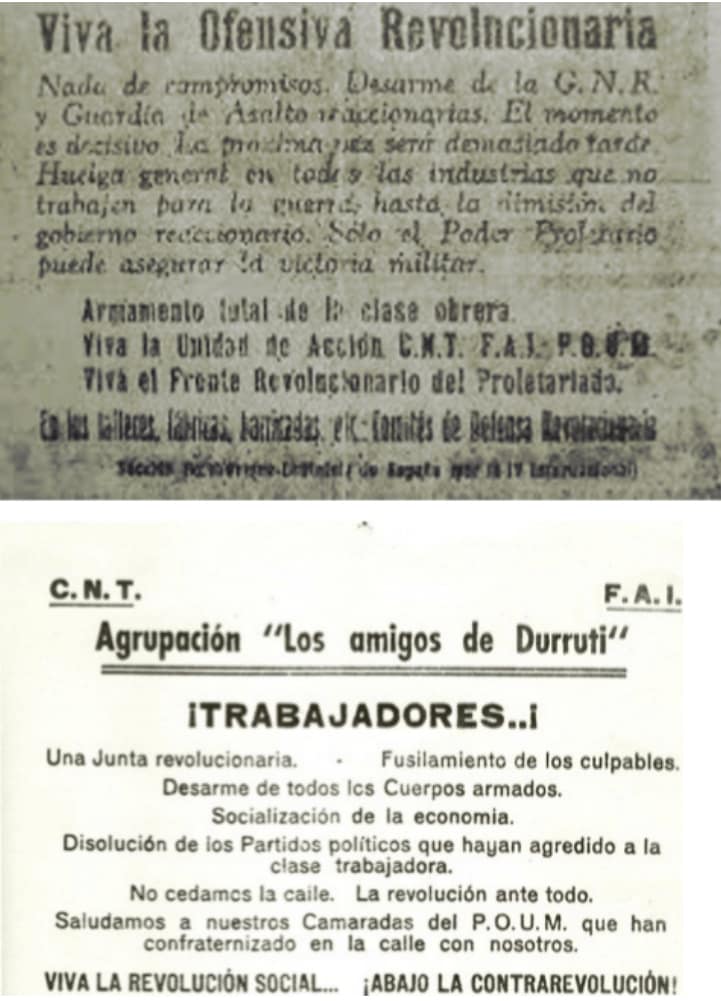 Viva la Ofensiva Revolucionaria
Nada de compromisos. Desarme de la G.N.R.
y Guardia de Asalto reaccionarias. El momento
es decisivo. La próxima vez será demasiado tarde.
Huelga general en todas las industrias que no
trabajen para la guerra, hasta la dimisión del
gobierno reaccionario. Sólo el Poder Proletario
puede asegurar la victoria militar.
Armamento total de la clase obrera.
Viva la Unidad de Acción C.N.T. F.A.I. P.O.U.M.
Viva el Frente Revolucionario del Proletariado.
En los talleres, fábricas, barricadas, etc. Comités de Defensa Revolucionaria
de España por la IV Internacional)
C.N.T.
F.A.I.
Agrupación "Los amigos de Durruti"
¡TRABAJADORES..¡
Una Junta revolucionaria. - Fusilamiento de los culpables.
Desarme de todos los Cuerpos armados.
Socialización de la economia.
Disolución de los Partidos políticos que hayan agredido a la
clase trabajadora.
No cedamos la calle. La revolución ante todo.
Saludamos a nuestros Camaradas del P.O.U.M. que han
confraternizado en la calle con nosotros.
VIVA LA REVOLUCIÓN SOCIAL... ¡ABAJO LA CONTRAREVOLUCIÓN!